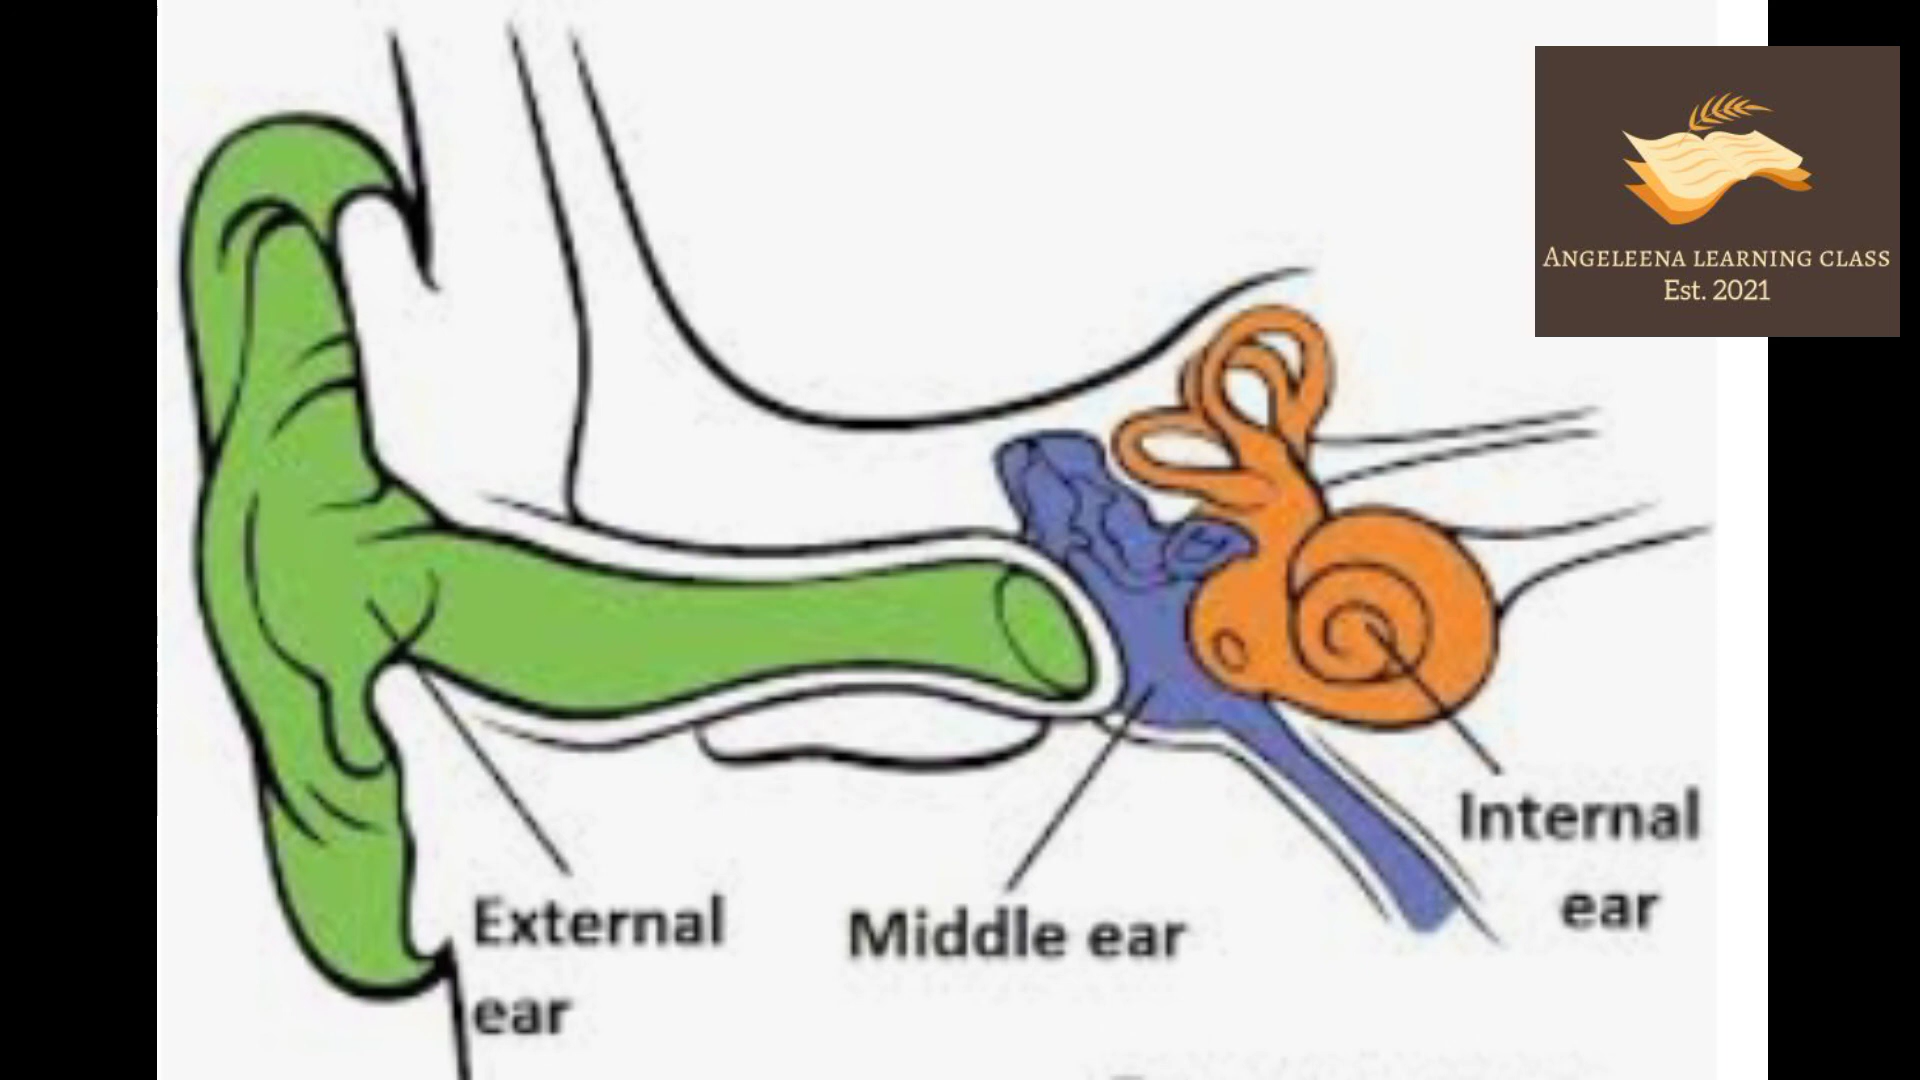 ANGELEENA LEARNING CLASS
Est. 2021
Internal
ear
External
ear
Middle ear